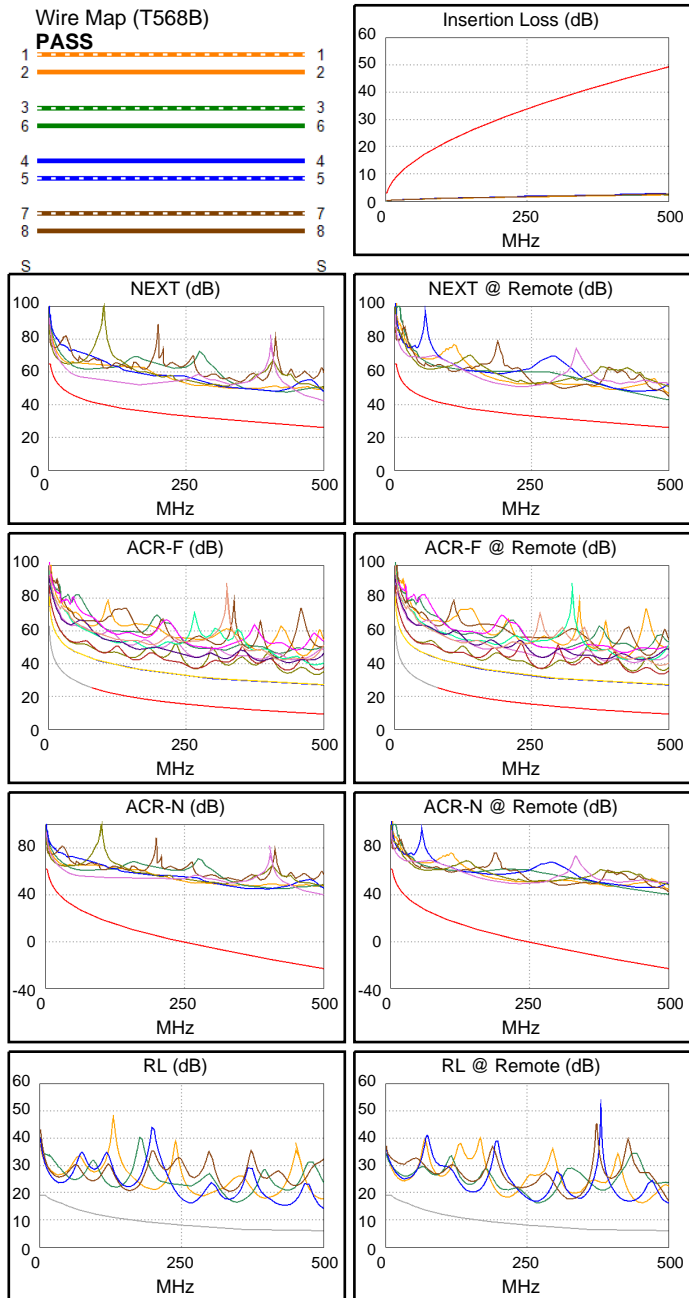 Wire Map (T568B)
PASS
1 1
2 2
3 3
6 6
4 4
5 5
7 7
8 8
S S
Insertion Loss (dB)
60
50
40
30
20
10
0
0 250 500
MHz
NEXT (dB)
100
80
60
40
20
0
0 250 500
MHz
NEXT @ Remote (dB)
100
80
60
40
20
0
0 250 500
MHz
ACR-F (dB)
100
80
60
40
20
0
0 250 500
MHz
ACR-F @ Remote (dB)
100
80
60
40
20
0
0 250 500
MHz
ACR-N (dB)
80
40
0
-40
0 250 500
MHz
ACR-N @ Remote (dB)
80
40
0
-40
0 250 500
MHz
RL (dB)
60
50
40
30
20
10
0
0 250 500
MHz
RL @ Remote (dB)
60
50
40
30
20
10
0
0 250 500
MHz